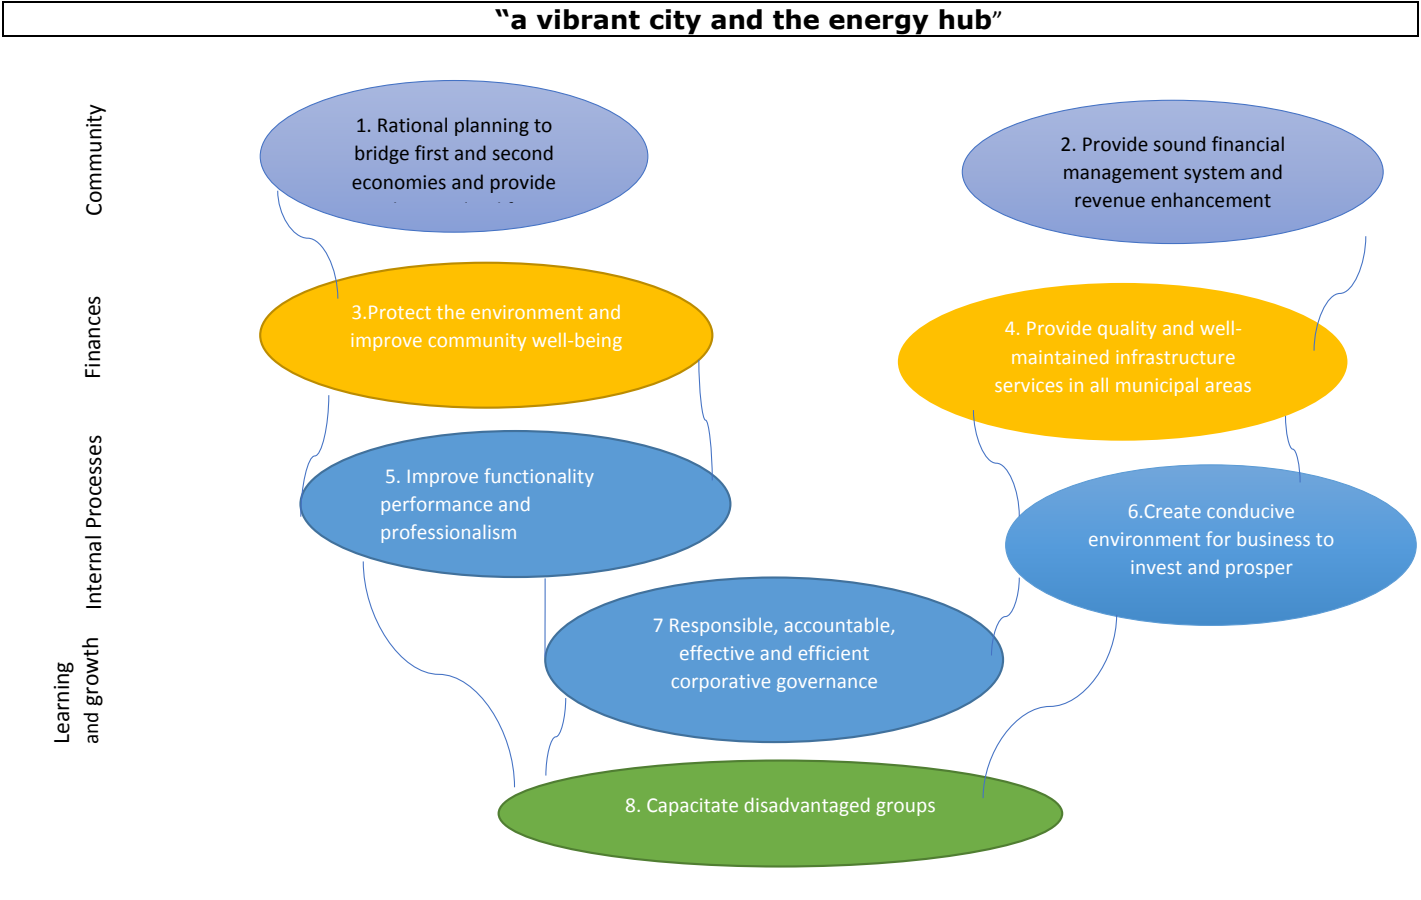 “a vibrant city and the energy hub”
Community
1. Rational planning to
bridge first and second
economies and provide
2. Provide sound financial
management system and
revenue enhancement
Finances
3.Protect the environment and
improve community well-being
4. Provide quality and well-
maintained infrastructure
services in all municipal areas
Internal Processes
5. Improve functionality
performance and
professionalism
6.Create conducive
environment for business to
invest and prosper
Learning
and growth
7 Responsible, accountable,
effective and efficient
corporative governance
8. Capacitate disadvantaged groups